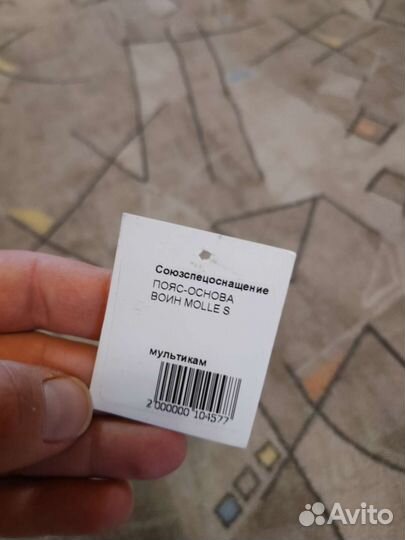 Союзспецоснащение
ПОЯС-ОСНОВА
ВОИН MOLLE S
мультикам
2 000000 104577
Avito